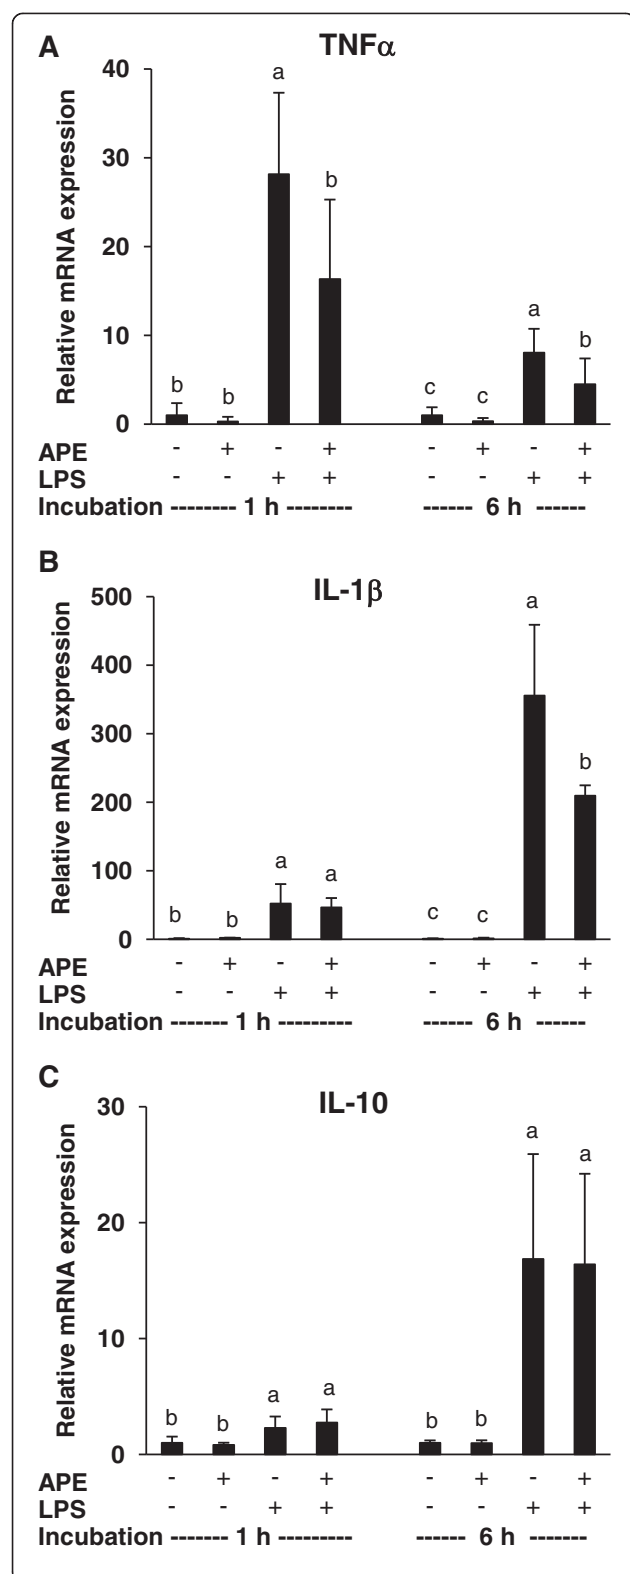 A
TNFα
Relative mRNA expression
40
30
20
10
0
a
b
b b
a
b
c c
APE - + - + - + - +
LPS - - + + - - + +
Incubation -------- 1 h -------- ------ 6 h ------
B
IL-1β
Relative mRNA expression
500
400
300
200
100
0
a
b
a a
b b c c
APE - + - + - + - +
LPS - - + + - - + +
Incubation ------- 1 h --------- ------ 6 h ------
C
IL-10
Relative mRNA expression
30
20
10
0
a a
b b a a b b
APE - + - + - + - +
LPS - - + + - - + +
Incubation ------- 1 h --------- ------ 6 h -------